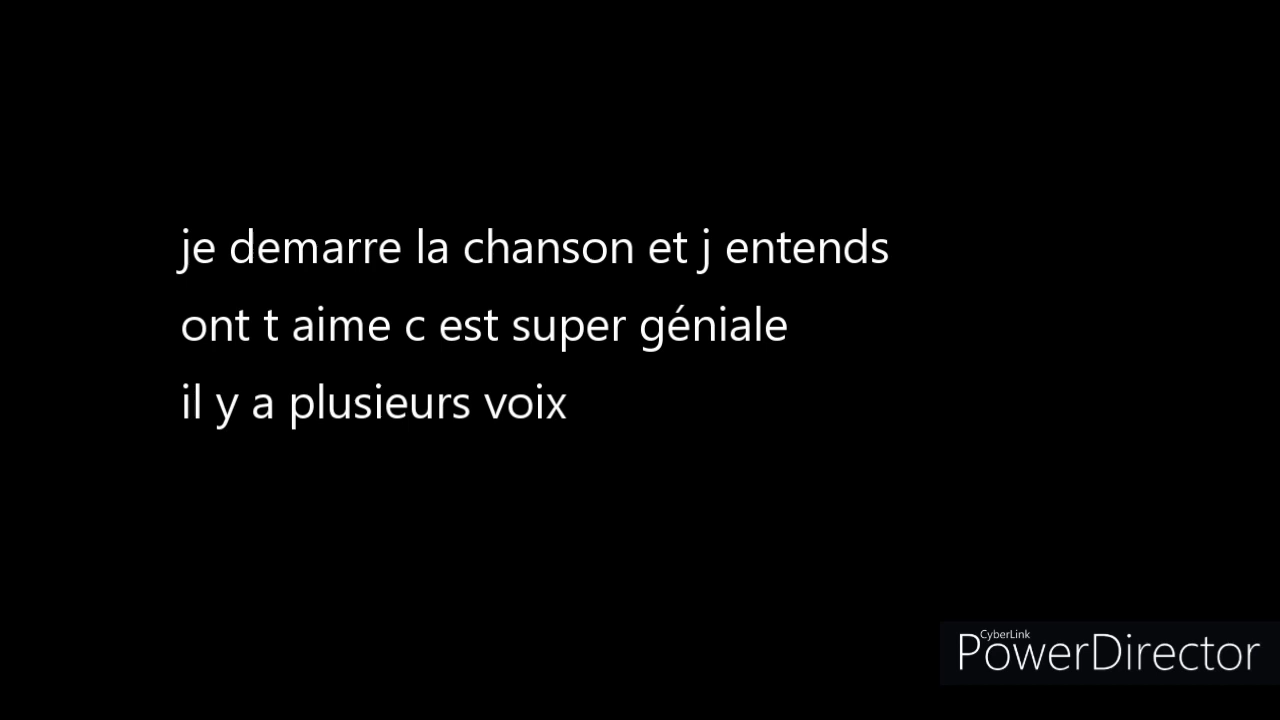 je demarre la chanson et j entends
ont t aime c est super géniale
il y a plusieurs voix
CyberLink
PowerDirector